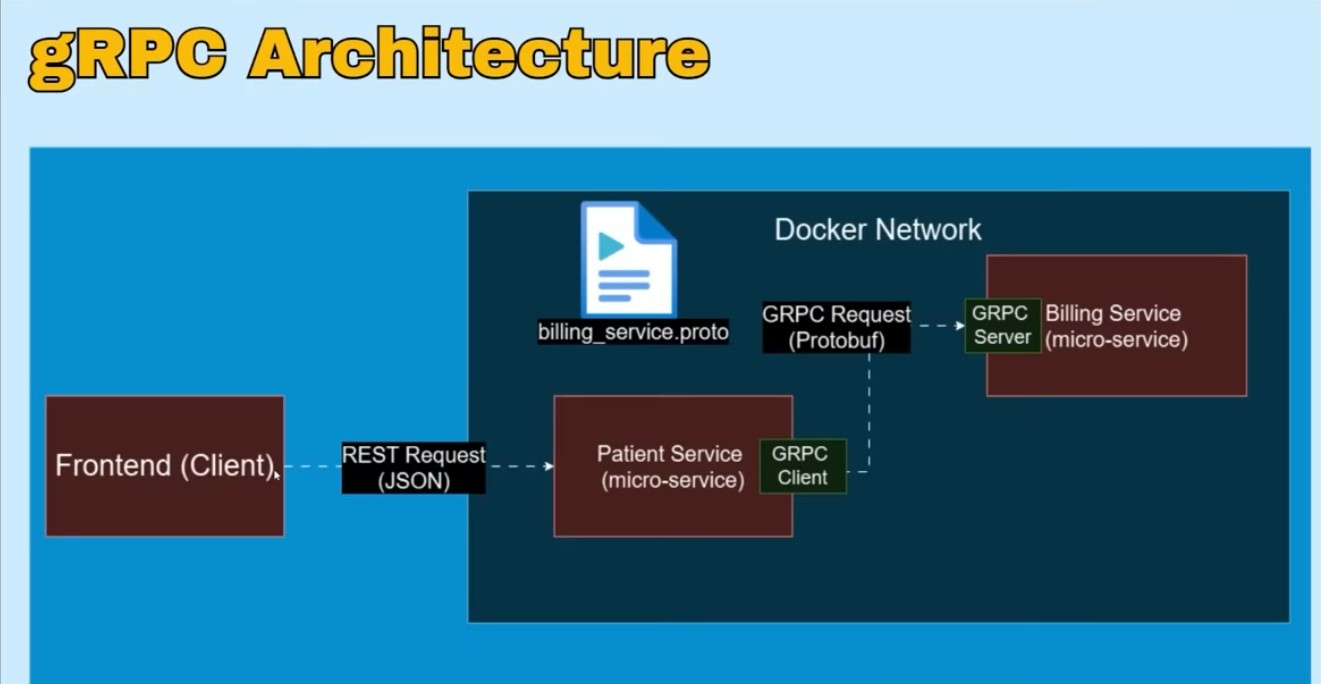 gRPC Architecture
Docker Network
billing_service.proto
GRPC Request
(Protobuf)
GRPC
Server
Billing Service
(micro-service)
Frontend (Client)
REST Request
(JSON)
Patient Service
(micro-service)
GRPC
Client